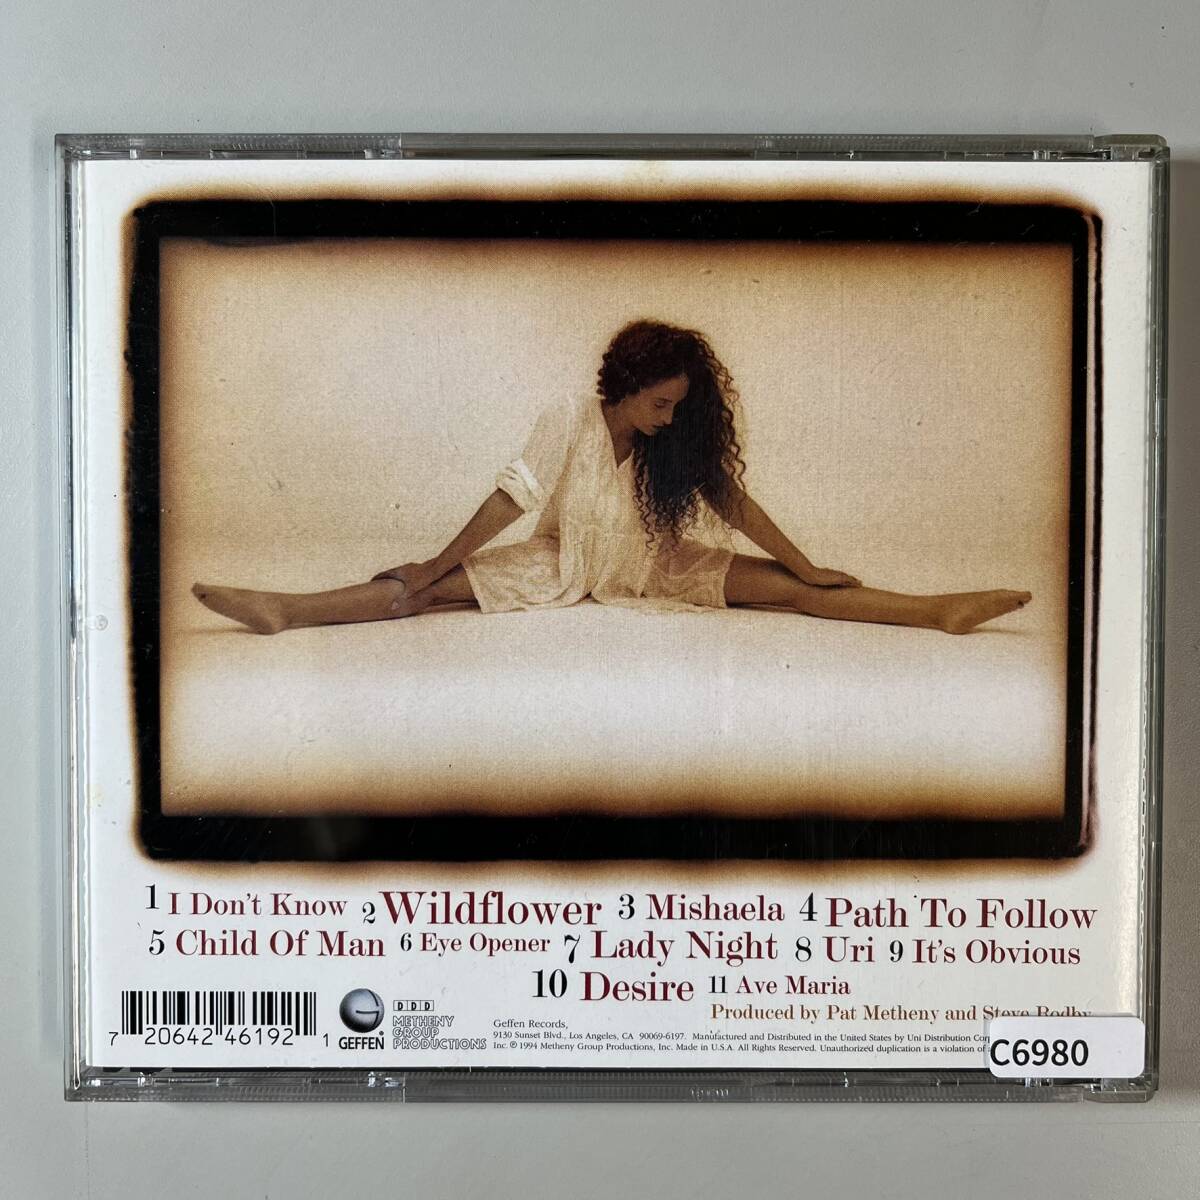 1 I Don't Know 2 Wildflower 3 Mishaela 4 Path To Follow
5 Child Of Man 6 Eye Opener 7 Lady Night 8 Uri 9 It's Obvious
10 Desire 11 Ave Maria
Produced by Pat Metheny and Steve Rodby
7 20642 46192 1
GEFFEN
DDD
METHENY
GROUP
PRODUCTIONS
Geffen Records,
9130 Sunset Blvd., Los Angeles, CA 90069-6197. Manufactured and Distributed in the United States by Uni Distribution Corp
Inc. ℗ 1994 Metheny Group Productions, Inc. Made in U.S.A. All Rights Reserved. Unauthorized duplication is a violation of
C6980